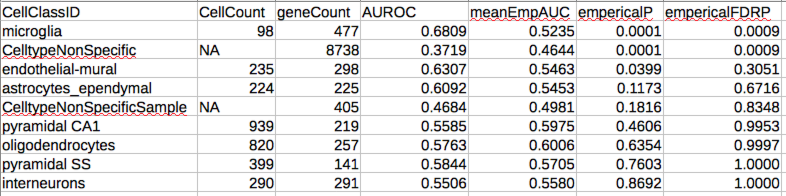 CellClassID CellCount geneCount AUROC meanEmpAUC empericalP empericalFDRP
microglia 98 477 0.6809 0.5235 0.0001 0.0009
CelltypeNonSpecific NA 8738 0.3719 0.4644 0.0001 0.0009
endothelial-mural 235 298 0.6307 0.5463 0.0399 0.3051
astrocytes_ependymal 224 225 0.6092 0.5453 0.1173 0.6716
CelltypeNonSpecificSample NA 405 0.4684 0.4981 0.1816 0.8348
pyramidal CA1 939 219 0.5585 0.5975 0.4606 0.9953
oligodendrocytes 820 257 0.5763 0.6006 0.6354 0.9997
pyramidal SS 399 141 0.5844 0.5705 0.7603 1.0000
interneurons 290 291 0.5506 0.5580 0.8692 1.0000